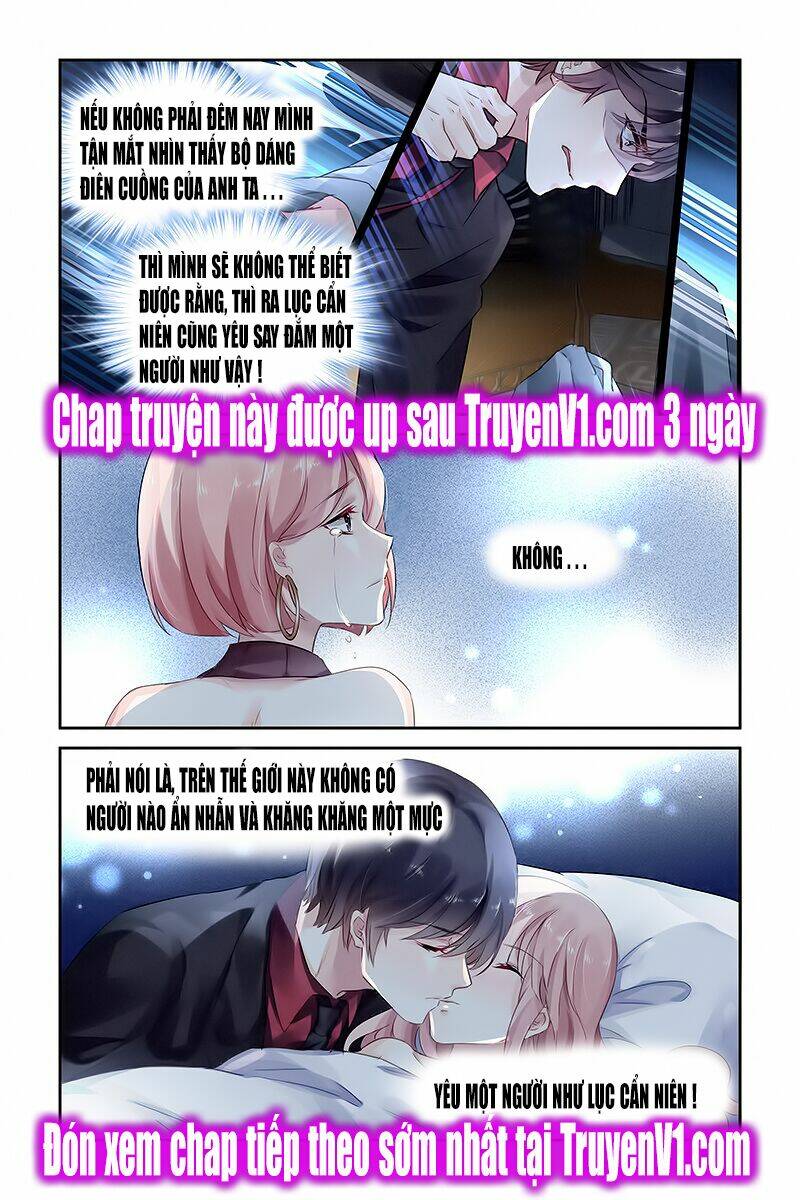 NẾU KHÔNG PHẢI ĐÊM NAY MÌNH
TẬN MẮT NHÌN THẤY BỘ DÁNG
ĐIÊN CUỒNG CỦA ANH TA . . .
THÌ MÌNH SẼ KHÔNG THỂ BIẾT
ĐƯỢC RẰNG, THÌ RA LỤC CẨN
NIÊN CŨNG YÊU SAY ĐẮM MỘT
NGƯỜI NHƯ VẬY !
Chap truyện này được up sau TruyenV1.com 3 ngày
KHÔNG . . .
PHẢI NÓI LÀ, TRÊN THẾ GIỚI NÀY KHÔNG CÓ
NGƯỜI NÀO ẨN NHẪN VÀ KHĂNG KHĂNG MỘT MỰC
YÊU MỘT NGƯỜI NHƯ LỤC CẨN NIÊN !
Đón xem chap tiếp theo sớm nhất tại TruyenV1.com